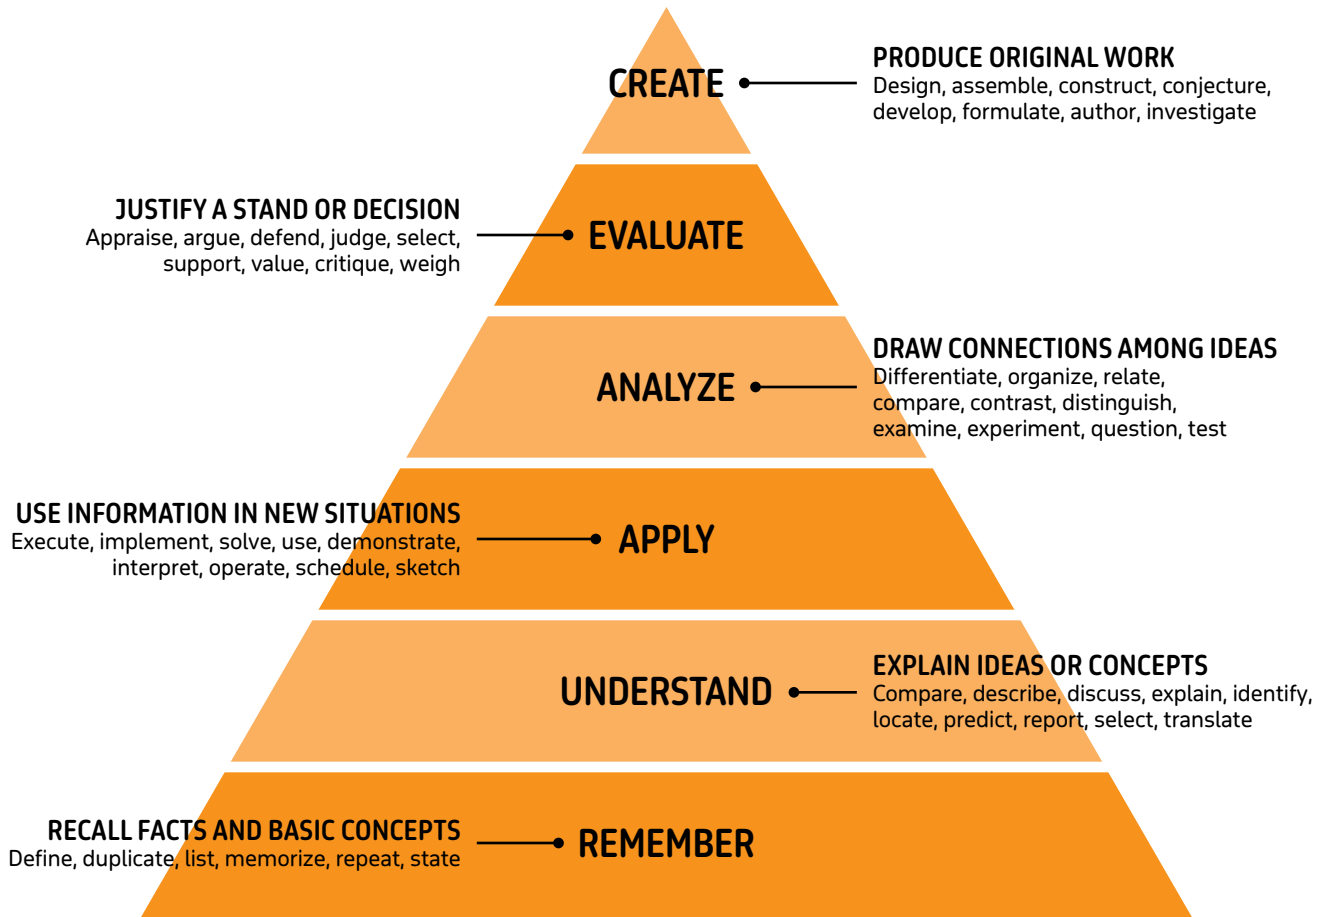 CREATE
PRODUCE ORIGINAL WORK
Design, assemble, construct, conjecture,
develop, formulate, author, investigate
JUSTIFY A STAND OR DECISION
Appraise, argue, defend, judge, select,
support, value, critique, weigh
EVALUATE
ANALYZE
DRAW CONNECTIONS AMONG IDEAS
Differentiate, organize, relate,
compare, contrast, distinguish,
examine, experiment, question, test
USE INFORMATION IN NEW SITUATIONS
Execute, implement, solve, use, demonstrate,
interpret, operate, schedule, sketch
APPLY
UNDERSTAND
EXPLAIN IDEAS OR CONCEPTS
Compare, describe, discuss, explain, identify,
locate, predict, report, select, translate
RECALL FACTS AND BASIC CONCEPTS
Define, duplicate, list, memorize, repeat, state
REMEMBER